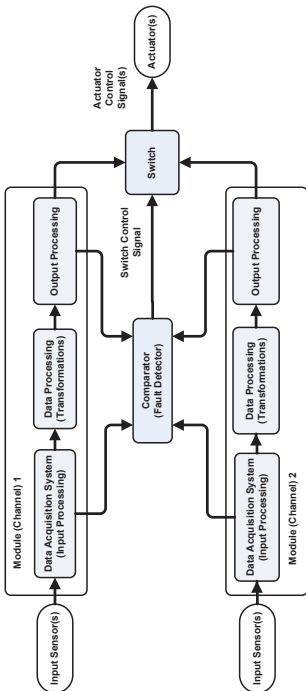 Module (Channel) 1
Input Sensor(s)
Data Acquisition System
(Input Processing)
Data Processing
(Transformations)
Output Processing
Comparator
(Fault Detector)
Switch Control
Signal
Switch
Actuator
Control
Signal(s)
Actuator(s)
Input Sensor(s)
Data Acquisition System
(Input Processing)
Data Processing
(Transformations)
Output Processing
Module (Channel) 2